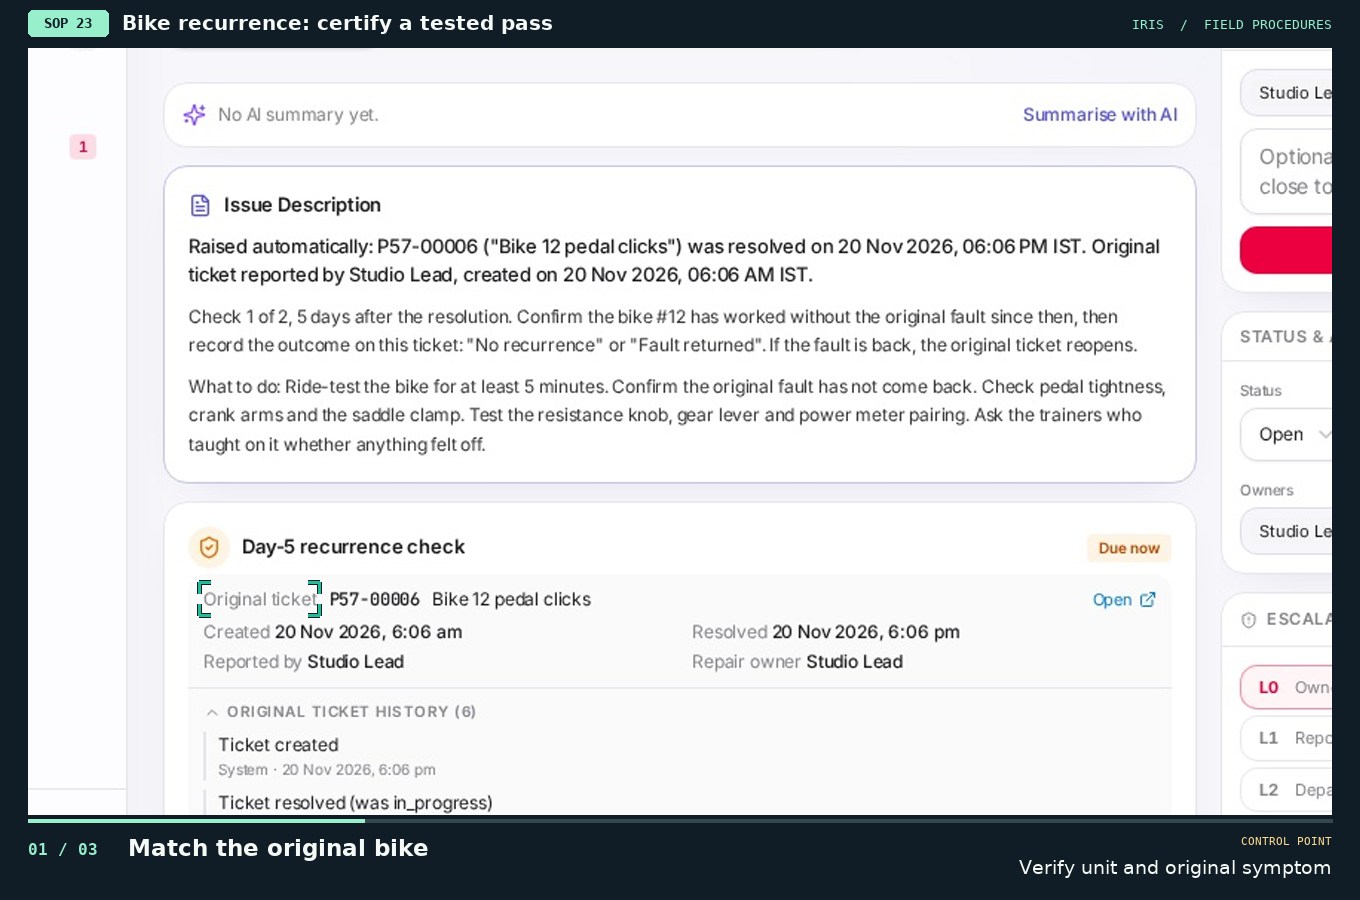 SOP 23
Bike recurrence: certify a tested pass
IRIS / FIELD PROCEDURES
1
No AI summary yet.
Summarise with AI
Issue Description
Raised automatically: P57-00006 ("Bike 12 pedal clicks") was resolved on 20 Nov 2026, 06:06 PM IST. Original
ticket reported by Studio Lead, created on 20 Nov 2026, 06:06 AM IST.
Check 1 of 2, 5 days after the resolution. Confirm the bike #12 has worked without the original fault since then, then
record the outcome on this ticket: "No recurrence" or "Fault returned". If the fault is back, the original ticket reopens.
What to do: Ride-test the bike for at least 5 minutes. Confirm the original fault has not come back. Check pedal tightness,
crank arms and the saddle clamp. Test the resistance knob, gear lever and power meter pairing. Ask the trainers who
taught on it whether anything felt off.
Day-5 recurrence check
Due now
Original ticket P57-00006 Bike 12 pedal clicks
Open
Created 20 Nov 2026, 6:06 am
Resolved 20 Nov 2026, 6:06 pm
Reported by Studio Lead
Repair owner Studio Lead
ORIGINAL TICKET HISTORY (6)
Ticket created
System · 20 Nov 2026, 6:06 pm
Ticket resolved (was in_progress)
Studio Le
Optiona
close to
STATUS &
Status
Open
Owners
Studio Le
ESCALA
L0 Own
L1 Repo
L2 Depa
01 / 03
Match the original bike
CONTROL POINT
Verify unit and original symptom